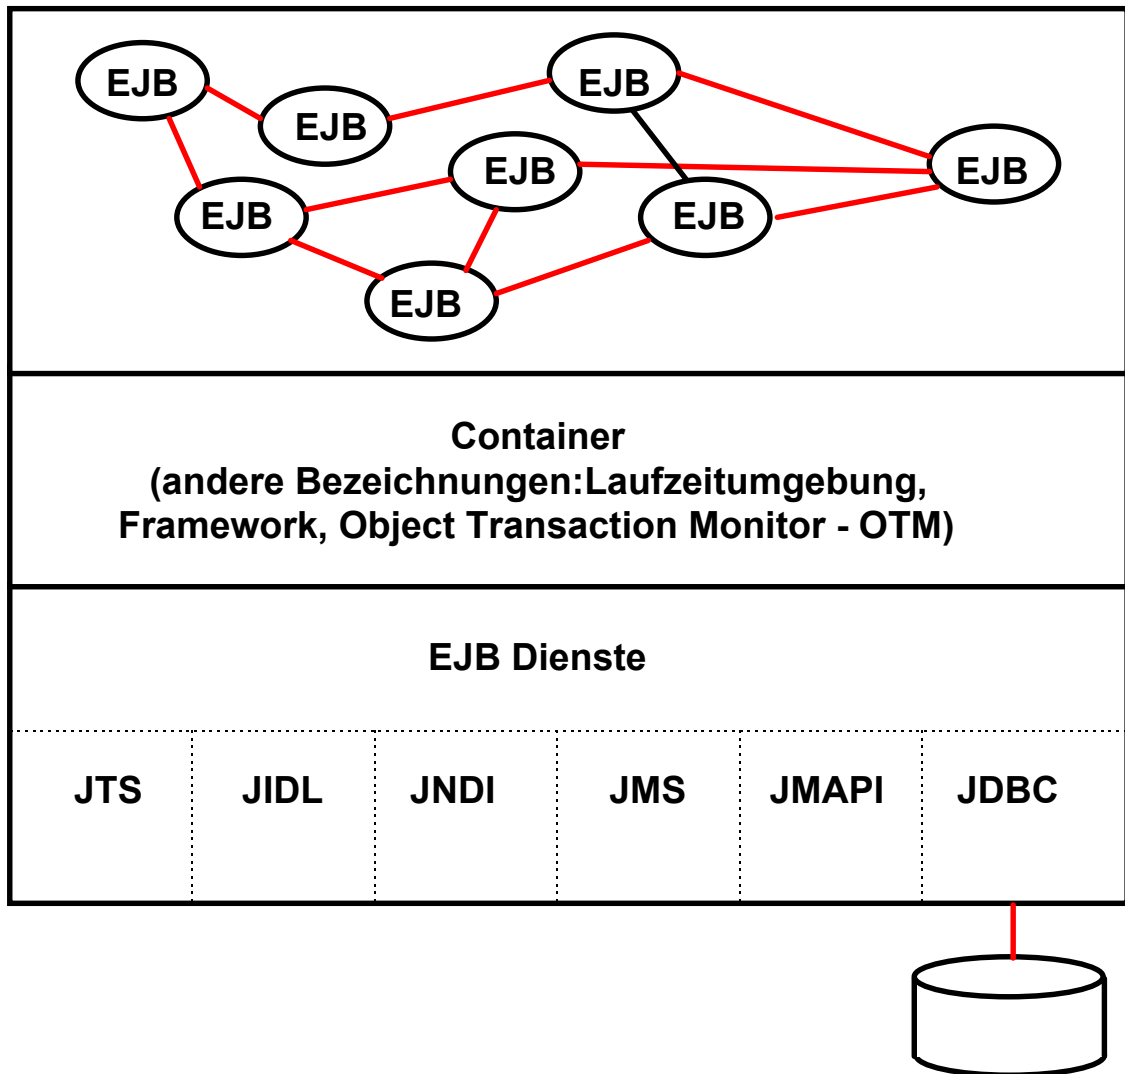 EJB
EJB
EJB
EJB
EJB
EJB
EJB
EJB
Container
(andere Bezeichnungen:Laufzeitumgebung,
Framework, Object Transaction Monitor - OTM)
EJB Dienste
JTS JIDL JNDI JMS JMAPI JDBC